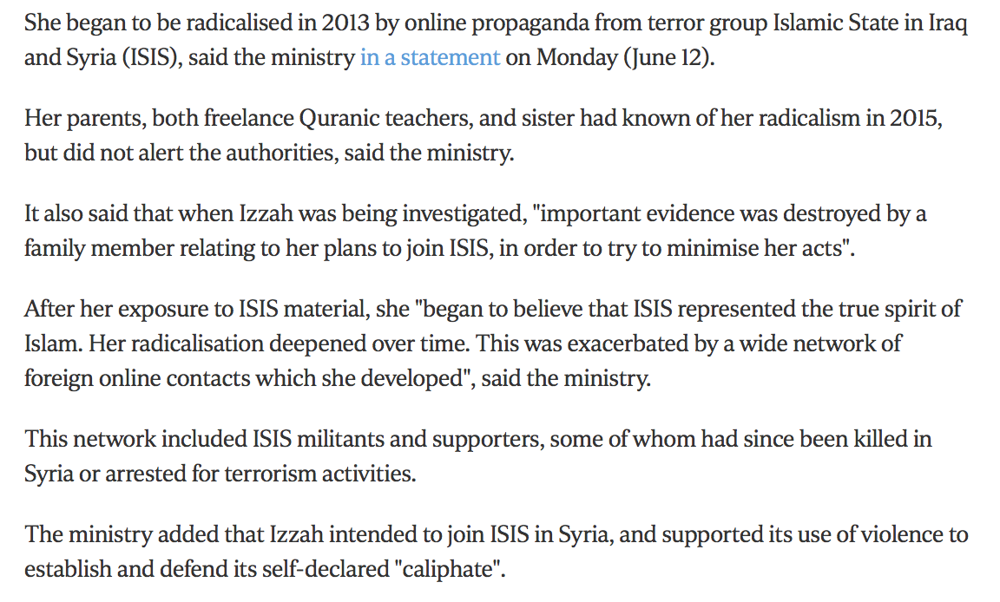 She began to be radicalised in 2013 by online propaganda from terror group Islamic State in Iraq
and Syria (ISIS), said the ministry in a statement on Monday (June 12).
Her parents, both freelance Quranic teachers, and sister had known of her radicalism in 2015,
but did not alert the authorities, said the ministry.
It also said that when Izzah was being investigated, "important evidence was destroyed by a
family member relating to her plans to join ISIS, in order to try to minimise her acts".
After her exposure to ISIS material, she "began to believe that ISIS represented the true spirit of
Islam. Her radicalisation deepened over time. This was exacerbated by a wide network of
foreign online contacts which she developed", said the ministry.
This network included ISIS militants and supporters, some of whom had since been killed in
Syria or arrested for terrorism activities.
The ministry added that Izzah intended to join ISIS in Syria, and supported its use of violence to
establish and defend its self-declared "caliphate".